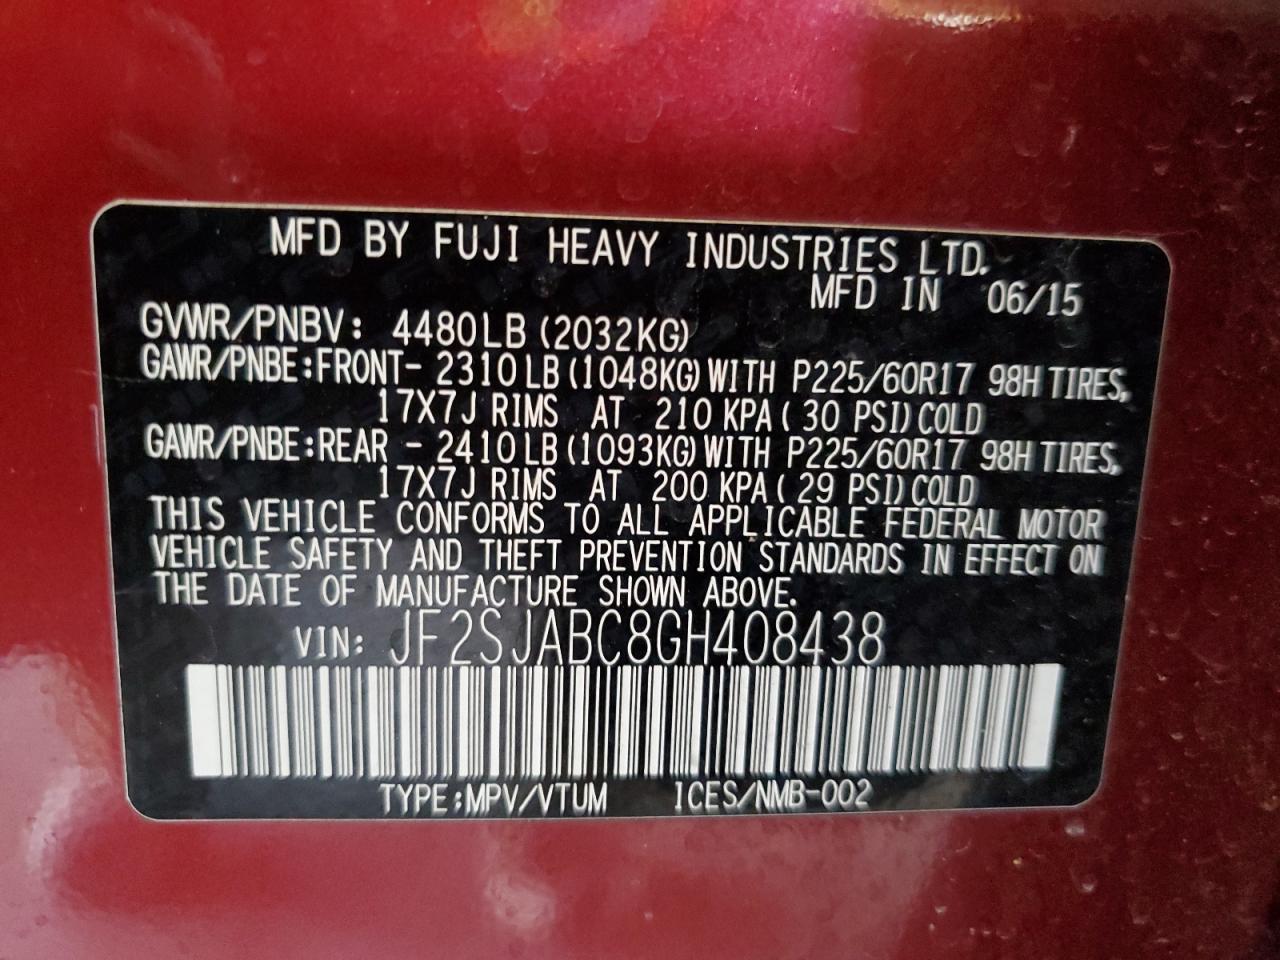 MFD BY FUJI HEAVY INDUSTRIES LTD.
MFD IN 06/15
GVWR/PNBV: 4480LB (2032KG)
GAWR/PNBE:FRONT- 2310LB (1048KG) WITH P225/60R17 98H TIRES,
17X7J RIMS AT 210 KPA ( 30 PSI) COLD
GAWR/PNBE:REAR - 2410LB (1093KG) WITH P225/60R17 98H TIRES,
17X7J RIMS AT 200 KPA ( 29 PSI) COLD
THIS VEHICLE CONFORMS TO ALL APPLICABLE FEDERAL MOTOR
VEHICLE SAFETY AND THEFT PREVENTION STANDARDS IN EFFECT ON
THE DATE OF MANUFACTURE SHOWN ABOVE.
VIN: JF2SJABC8GH408438
TYPE:MPV/VTUM ICES/NMB-002